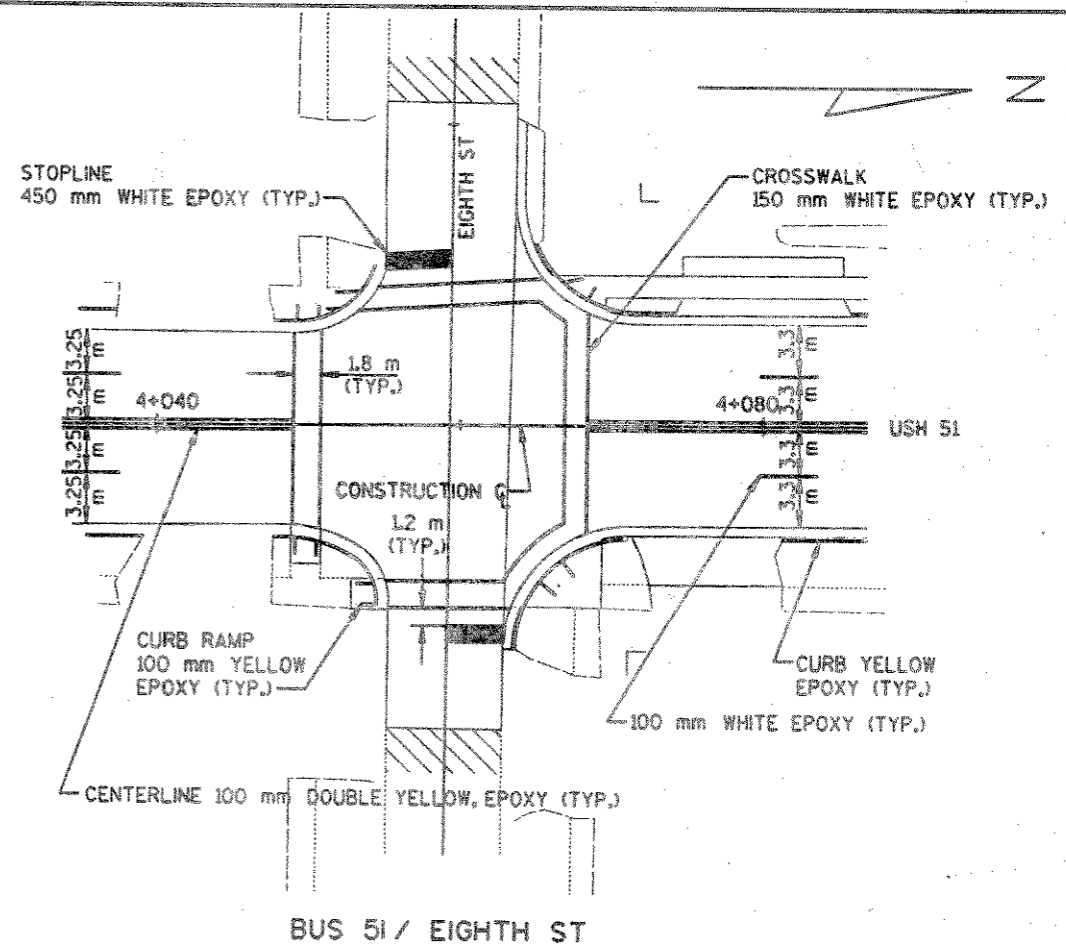 N
STOPLINE
450 mm WHITE EPOXY (TYP.)
EIGHTH ST
CROSSWALK
150 mm WHITE EPOXY (TYP.)
3.25 m
3.25 m
3.25 m
3.25 m
1.8 m
(TYP.)
3.3 m
3.3 m
3.3 m
3.3 m
4+040
4+080
USH 51
CONSTRUCTION ℄
1.2 m
(TYP.)
CURB RAMP
100 mm YELLOW
EPOXY (TYP.)
CURB YELLOW
EPOXY (TYP.)
100 mm WHITE EPOXY (TYP.)
CENTERLINE 100 mm DOUBLE YELLOW, EPOXY (TYP.)
BUS 51 / EIGHTH ST